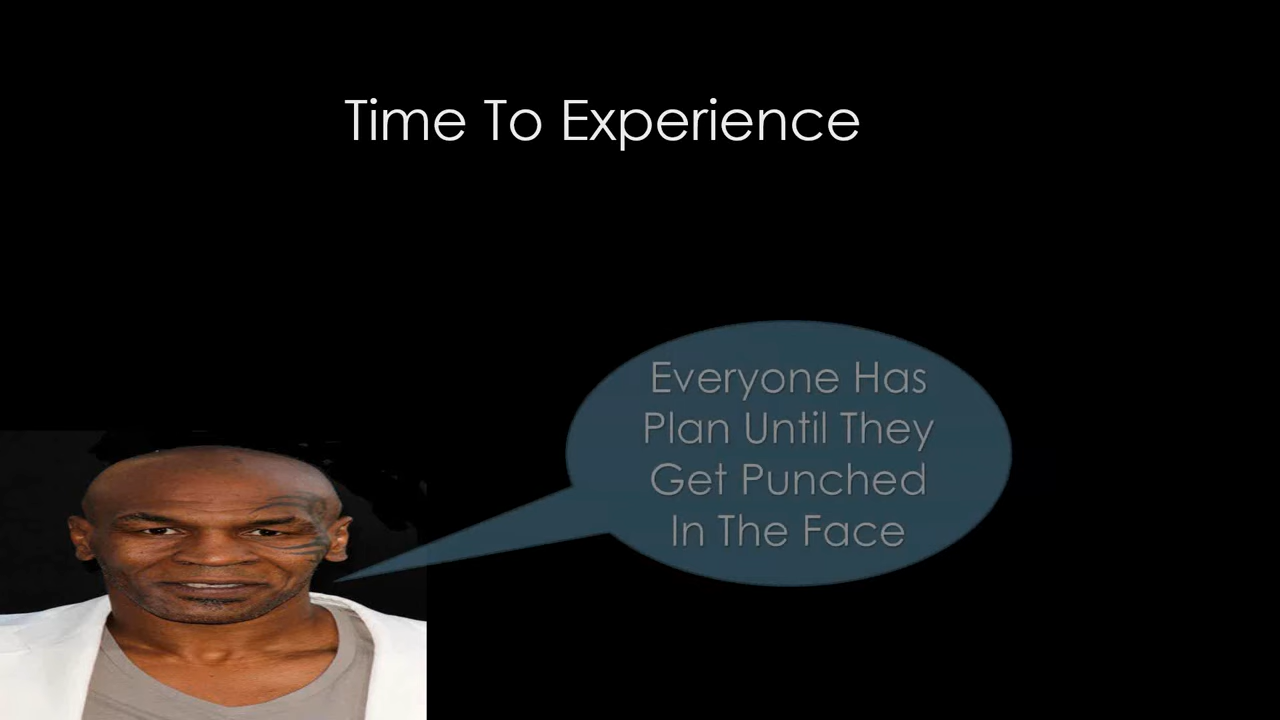 Time To Experience
Everyone Has
Plan Until They
Get Punched
In The Face